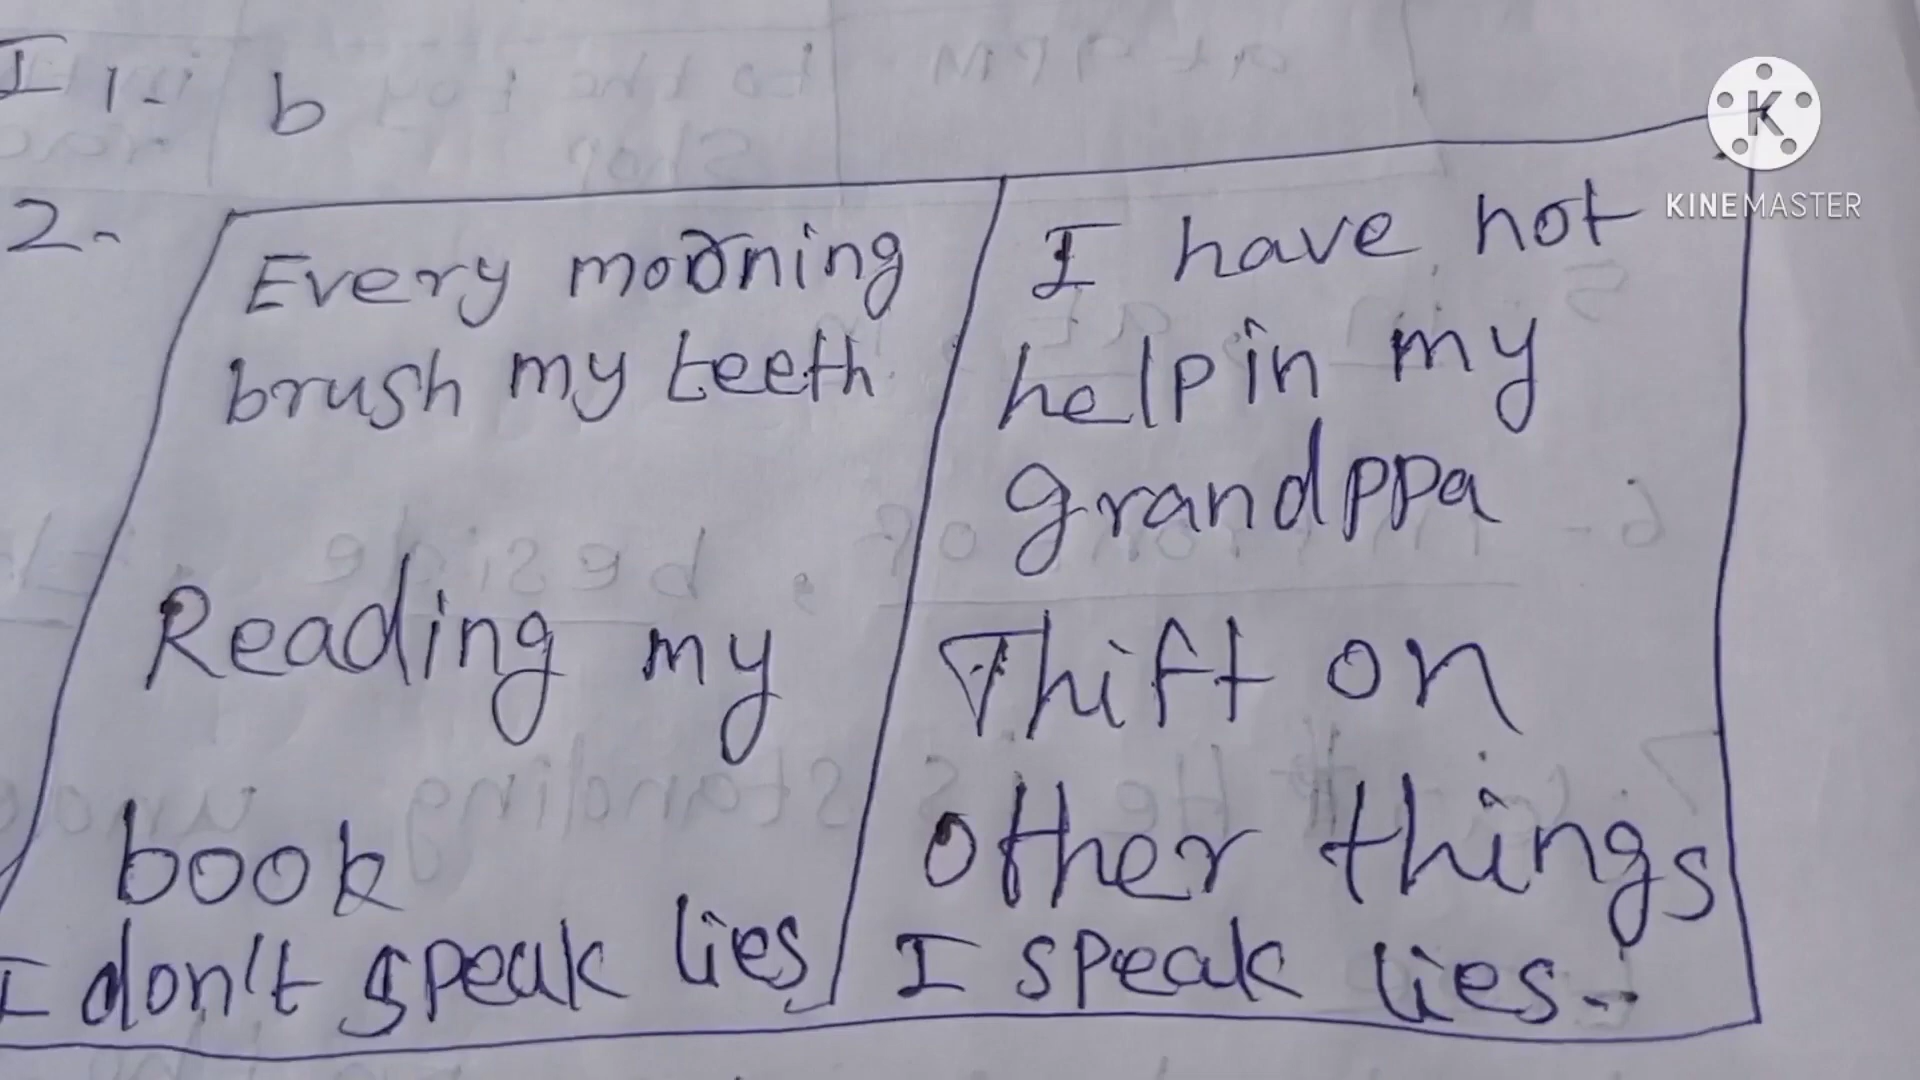 I 1- b
2-
Every morning
brush my teeth
Reading my
book
I don't speak lies
I have not
help in my
grandppa
Thift on
other things
I speak lies-
K
KINEMASTER